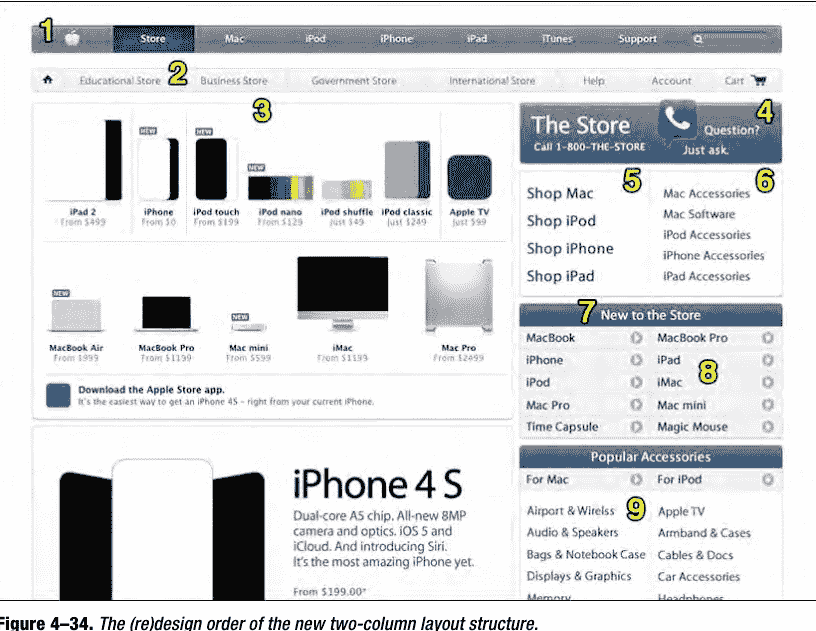 1
Store Mac iPod iPhone iPad iTunes Support
2
Educational Store Business Store Government Store International Store Help Account Cart
3
NEW
NEW
NEW
iPad 2 iPhone iPod touch iPod nano iPod shuffle iPod classic Apple TV
From $499 From $0 From $199 From $129 Just $49 Just $249 Just $99
NEW
NEW
MacBook Air MacBook Pro Mac mini iMac Mac Pro
From $999 From $1199 From $599 From $1199 From $2499
Download the Apple Store app.
It's the easiest way to get an iPhone 4S - right from your current iPhone.
iPhone 4 S
Dual-core A5 chip. All-new 8MP
camera and optics. iOS 5 and
iCloud. And introducing Siri.
It's the most amazing iPhone yet.
From $199.00*
4
The Store Question?
Call 1-800-THE-STORE Just ask.
5 6
Shop Mac
Shop iPod
Shop iPhone
Shop iPad
Mac Accessories
Mac Software
iPod Accessories
iPhone Accessories
iPad Accessories
7
New to the Store
MacBook MacBook Pro
iPhone iPad
8
iPod iMac
Mac Pro Mac mini
Time Capsule Magic Mouse
Popular Accessories
For Mac For iPod
9
Airport & Wirelss Apple TV
Audio & Speakers Armband & Cases
Bags & Notebook Case Cables & Docs
Displays & Graphics Car Accessories
Memory Headphones
Figure 4–34. The (re)design order of the new two-column layout structure.